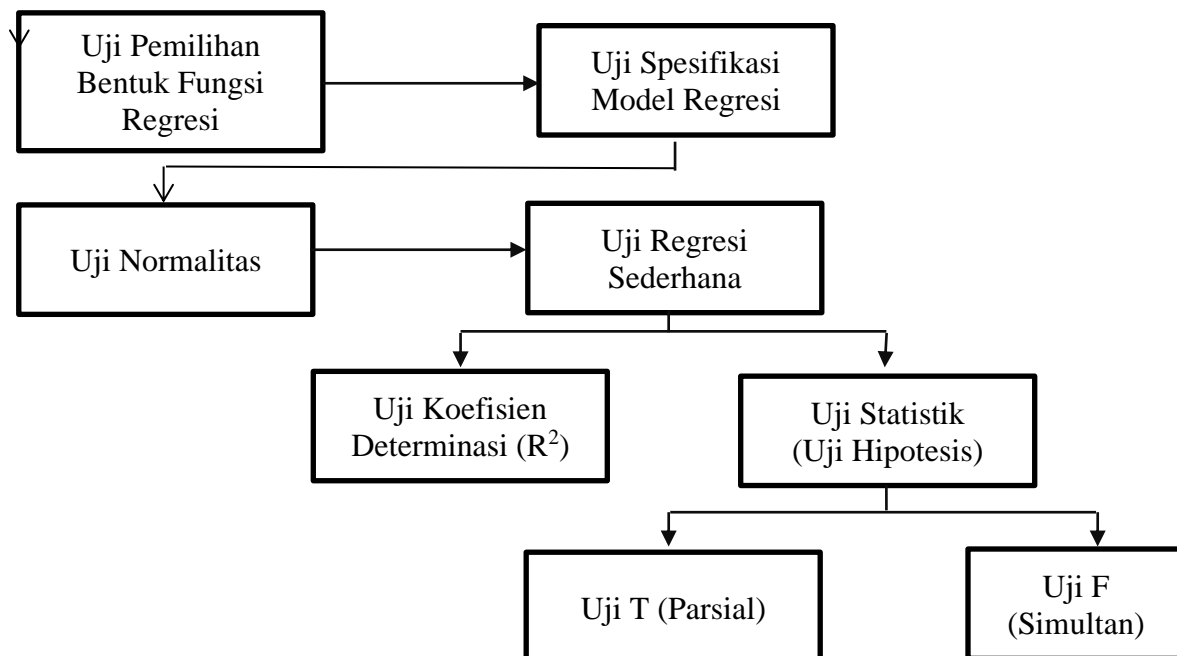 Uji Pemilihan
Bentuk Fungsi
Regresi
Uji Spesifikasi
Model Regresi
Uji Normalitas
Uji Regresi
Sederhana
Uji Koefisien
Determinasi (R²)
Uji Statistik
(Uji Hipotesis)
Uji T (Parsial)
Uji F
(Simultan)